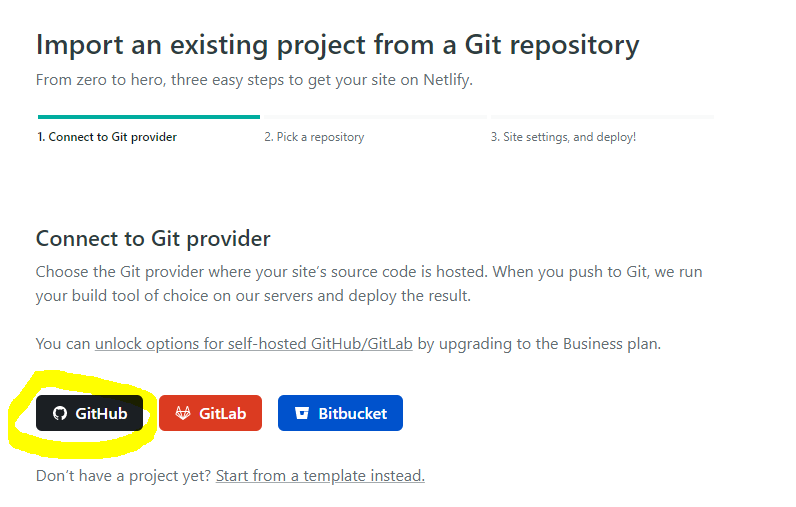 Import an existing project from a Git repository
From zero to hero, three easy steps to get your site on Netlify.
1. Connect to Git provider
2. Pick a repository
3. Site settings, and deploy!
Connect to Git provider
Choose the Git provider where your site’s source code is hosted. When you push to Git, we run
your build tool of choice on our servers and deploy the result.
You can unlock options for self-hosted GitHub/GitLab by upgrading to the Business plan.
GitHub
GitLab
Bitbucket
Don’t have a project yet? Start from a template instead.